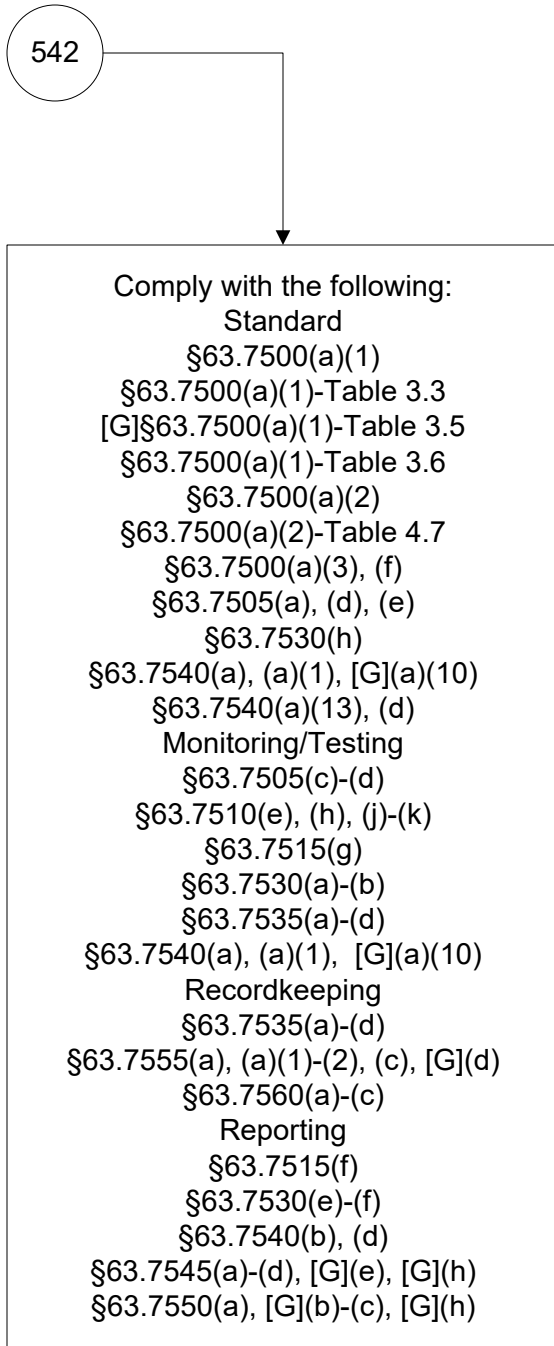 542
Comply with the following:
Standard
§63.7500(a)(1)
§63.7500(a)(1)-Table 3.3
[G]§63.7500(a)(1)-Table 3.5
§63.7500(a)(1)-Table 3.6
§63.7500(a)(2)
§63.7500(a)(2)-Table 4.7
§63.7500(a)(3), (f)
§63.7505(a), (d), (e)
§63.7530(h)
§63.7540(a), (a)(1), [G](a)(10)
§63.7540(a)(13), (d)
Monitoring/Testing
§63.7505(c)-(d)
§63.7510(e), (h), (j)-(k)
§63.7515(g)
§63.7530(a)-(b)
§63.7535(a)-(d)
§63.7540(a), (a)(1),  [G](a)(10)
Recordkeeping
§63.7535(a)-(d)
§63.7555(a), (a)(1)-(2), (c), [G](d)
§63.7560(a)-(c)
Reporting
§63.7515(f)
§63.7530(e)-(f)
§63.7540(b), (d)
§63.7545(a)-(d), [G](e), [G](h)
§63.7550(a), [G](b)-(c), [G](h)